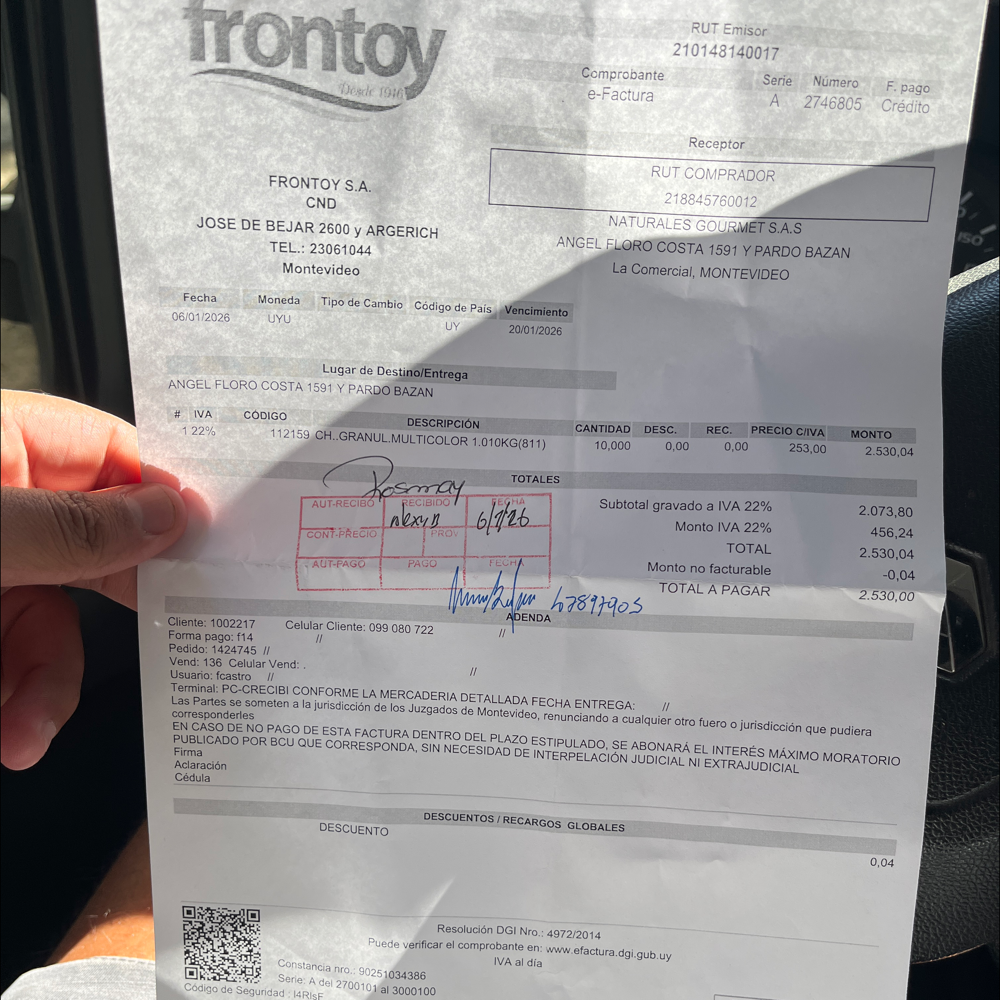 frontoy
Desde 1946
RUT Emisor
210148140017
Comprobante Serie Número F. pago
e-Factura A 2746805 Crédito
Receptor
RUT COMPRADOR
218845760012
NATURALES GOURMET S.A.S
ANGEL FLORO COSTA 1591 Y PARDO BAZAN
La Comercial, MONTEVIDEO
FRONTOY S.A.
CND
JOSE DE BEJAR 2600 y ARGERICH
TEL.: 23061044
Montevideo
Fecha Moneda Tipo de Cambio Código de País Vencimiento
06/01/2026 UYU UY 20/01/2026
Lugar de Destino/Entrega
ANGEL FLORO COSTA 1591 Y PARDO BAZAN
# IVA CÓDIGO DESCRIPCIÓN CANTIDAD DESC. REC. PRECIO C/IVA MONTO
1 22% 112159 CH..GRANUL.MULTICOLOR 1.010KG(811) 10,000 0,00 0,00 253,00 2.530,04
TOTALES
Subtotal gravado a IVA 22% 2.073,80
Monto IVA 22% 456,24
TOTAL 2.530,04
Monto no facturable -0,04
TOTAL A PAGAR 2.530,00
Rosmay
AUT-RECIBO RECIBIDO FECHA
6/1/26
CONT-PRECIO PROV
AUT-PAGO PAGO FECHA
47897905
ADENDA
Cliente: 1002217 Celular Cliente: 099 080 722
Forma pago: f14 // //
Pedido: 1424745 //
Vend: 136 Celular Vend: . //
Usuario: fcastro //
Terminal: PC-CRECIBI CONFORME LA MERCADERIA DETALLADA FECHA ENTREGA: //
Las Partes se someten a la jurisdicción de los Juzgados de Montevideo, renunciando a cualquier otro fuero o jurisdicción que pudiera
corresponderles
EN CASO DE NO PAGO DE ESTA FACTURA DENTRO DEL PLAZO ESTIPULADO, SE ABONARÁ EL INTERÉS MÁXIMO MORATORIO
PUBLICADO POR BCU QUE CORRESPONDA, SIN NECESIDAD DE INTERPELACIÓN JUDICIAL NI EXTRAJUDICIAL
Firma
Aclaración
Cédula
DESCUENTOS / RECARGOS GLOBALES
DESCUENTO 0,04
Resolución DGI Nro.: 4972/2014
Puede verificar el comprobante en: www.efactura.dgi.gub.uy
IVA al día
Constancia nro.: 90251034386
Serie: A del 2700101 al 3000100
Código de Seguridad : I4RIsF